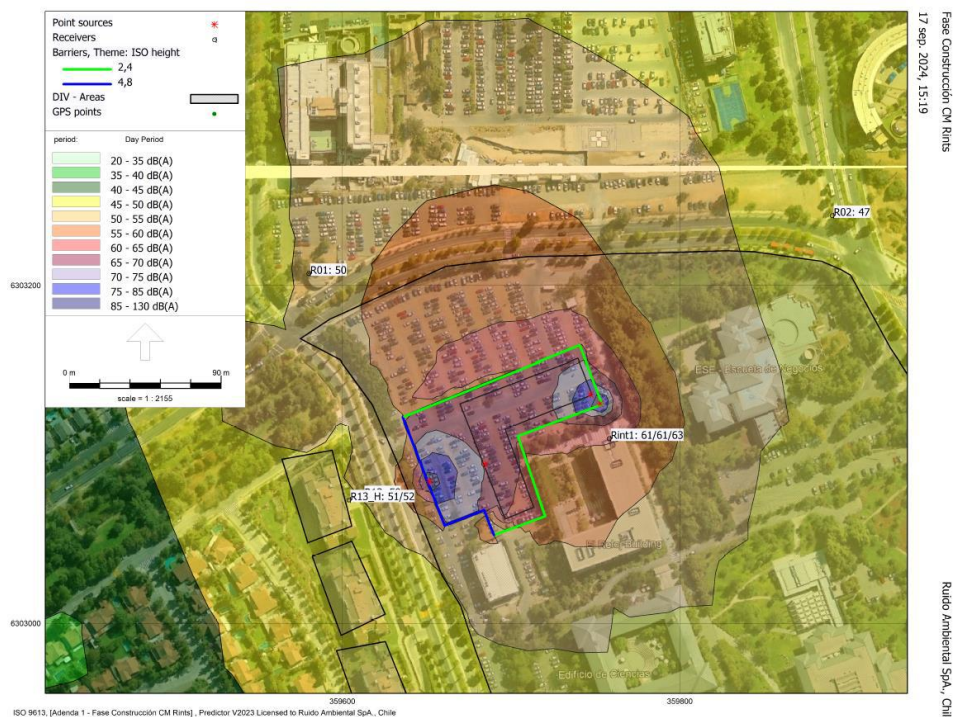 Point sources
Receivers
Barriers, Theme: ISO height
2,4
4,8
DIV - Areas
GPS points
period: Day Period
20 - 35 dB(A)
35 - 40 dB(A)
40 - 45 dB(A)
45 - 50 dB(A)
50 - 55 dB(A)
55 - 60 dB(A)
60 - 65 dB(A)
65 - 70 dB(A)
70 - 75 dB(A)
75 - 85 dB(A)
85 - 130 dB(A)
0 m 90 m
scale = 1 : 2155
Fase Construcción CM Rints
17 sep. 2024, 15:19
R02: 47
R01: 50
6303200
ESE - Escuela de Negocios
Rint1: 61/61/63
R13_H: 51/52
Building
6303000
Edificio de Ciencias
359600
359800
Ruido Ambiental SpA., Chil
ISO 9613, [Adenda 1 - Fase Construcción CM Rints] , Predictor V2023 Licensed to Ruido Ambiental SpA., Chile